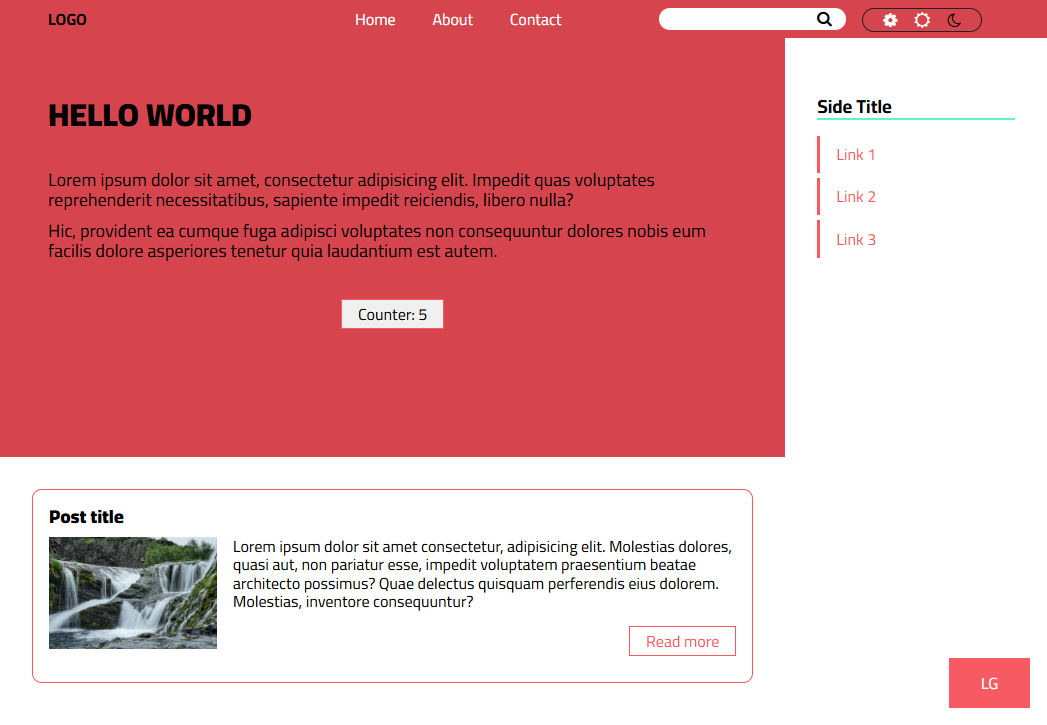 LOGO
Home
About
Contact
HELLO WORLD
Lorem ipsum dolor sit amet, consectetur adipisicing elit. Impedit quas voluptates
reprehenderit necessitatibus, sapiente impedit reiciendis, libero nulla?
Hic, provident ea cumque fuga adipisci voluptates non consequuntur dolores nobis eum
facilis dolore asperiores tenetur quia laudantium est autem.
Counter: 5
Side Title
Link 1
Link 2
Link 3
Post title
Lorem ipsum dolor sit amet consectetur, adipisicing elit. Molestias dolores,
quasi aut, non pariatur esse, impedit voluptatem praesentium beatae
architecto possimus? Quae delectus quisquam perferendis eius dolorem.
Molestias, inventore consequuntur?
Read more
LG